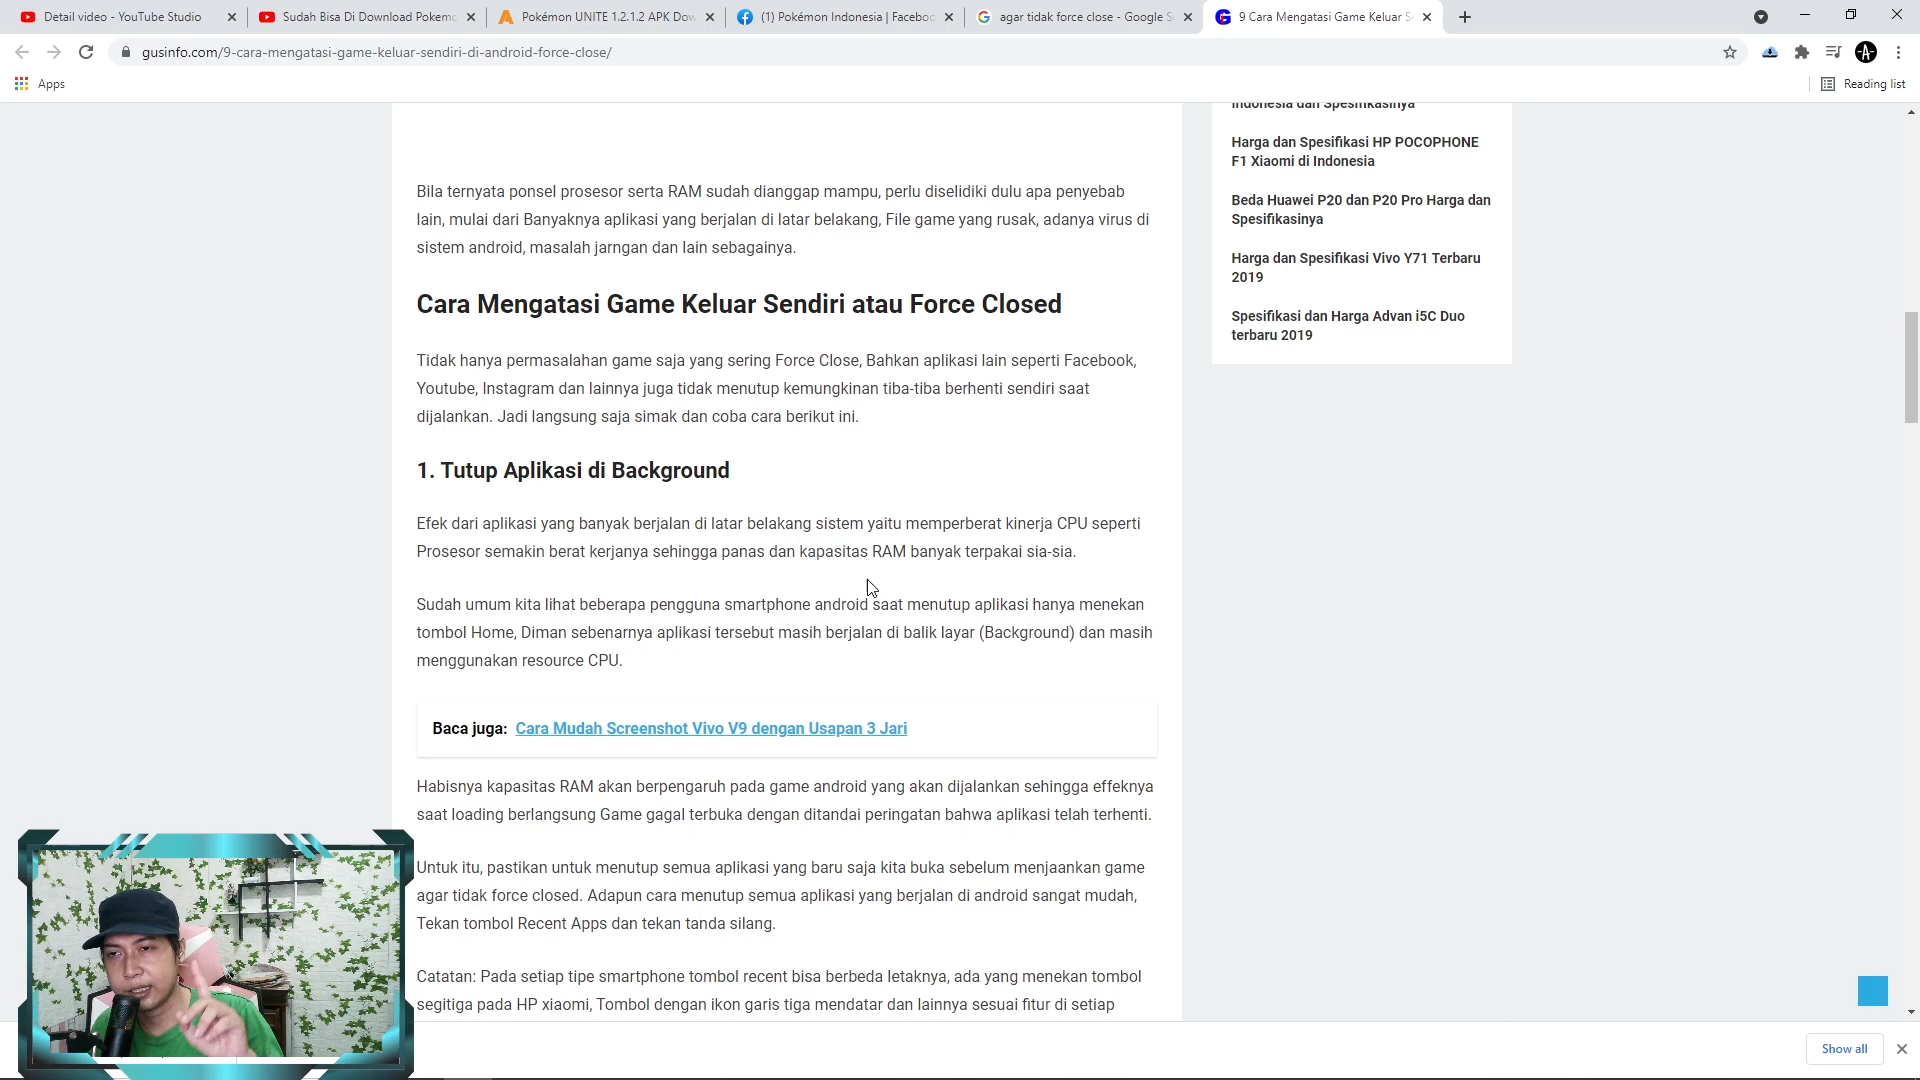 Detail video - YouTube Studio
Sudah Bisa Di Download Pokemo
Pokémon UNITE 1.2.1.2 APK Dow
(1) Pokémon Indonesia | Faceboo
agar tidak force close - Google S
9 Cara Mengatasi Game Keluar S
gusinfo.com/9-cara-mengatasi-game-keluar-sendiri-di-android-force-close/
Apps
Reading list
Bila ternyata ponsel prosesor serta RAM sudah dianggap mampu, perlu diselidiki dulu apa penyebab
lain, mulai dari Banyaknya aplikasi yang berjalan di latar belakang, File game yang rusak, adanya virus di
sistem android, masalah jarngan dan lain sebagainya.
Cara Mengatasi Game Keluar Sendiri atau Force Closed
Tidak hanya permasalahan game saja yang sering Force Close, Bahkan aplikasi lain seperti Facebook,
Youtube, Instagram dan lainnya juga tidak menutup kemungkinan tiba-tiba berhenti sendiri saat
dijalankan. Jadi langsung saja simak dan coba cara berikut ini.
1. Tutup Aplikasi di Background
Efek dari aplikasi yang banyak berjalan di latar belakang sistem yaitu memperberat kinerja CPU seperti
Prosesor semakin berat kerjanya sehingga panas dan kapasitas RAM banyak terpakai sia-sia.
Sudah umum kita lihat beberapa pengguna smartphone android saat menutup aplikasi hanya menekan
tombol Home, Diman sebenarnya aplikasi tersebut masih berjalan di balik layar (Background) dan masih
menggunakan resource CPU.
Baca juga: Cara Mudah Screenshot Vivo V9 dengan Usapan 3 Jari
Habisnya kapasitas RAM akan berpengaruh pada game android yang akan dijalankan sehingga effeknya
saat loading berlangsung Game gagal terbuka dengan ditandai peringatan bahwa aplikasi telah terhenti.
Untuk itu, pastikan untuk menutup semua aplikasi yang baru saja kita buka sebelum menjaankan game
agar tidak force closed. Adapun cara menutup semua aplikasi yang berjalan di android sangat mudah,
Tekan tombol Recent Apps dan tekan tanda silang.
Catatan: Pada setiap tipe smartphone tombol recent bisa berbeda letaknya, ada yang menekan tombol
segitiga pada HP xiaomi, Tombol dengan ikon garis tiga mendatar dan lainnya sesuai fitur di setiap
Indonesia dan Spesifikasinya
Harga dan Spesifikasi HP POCOPHONE
F1 Xiaomi di Indonesia
Beda Huawei P20 dan P20 Pro Harga dan
Spesifikasinya
Harga dan Spesifikasi Vivo Y71 Terbaru
2019
Spesifikasi dan Harga Advan i5C Duo
terbaru 2019
Show all